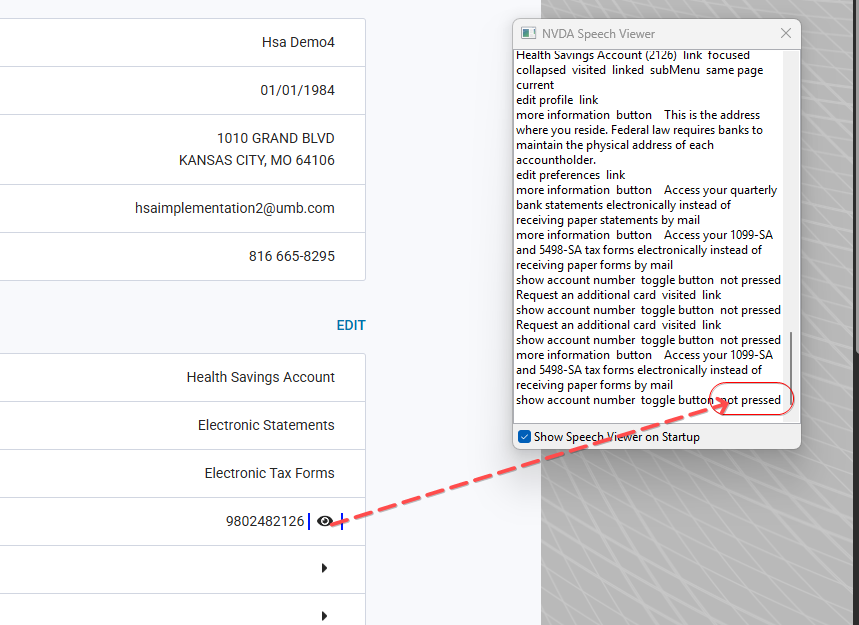 Hsa Demo4
01/01/1984
1010 GRAND BLVD
KANSAS CITY, MO 64106
hsaimplementation2@umb.com
816 665-8295
EDIT
Health Savings Account
Electronic Statements
Electronic Tax Forms
9802482126
NVDA Speech Viewer
Health Savings Account (2126)  link  focused
collapsed  visited  linked  subMenu  same page
current
edit profile  link
more information  button    This is the address
where you reside. Federal law requires banks to
maintain the physical address of each
accountholder.
edit preferences  link
more information  button    Access your quarterly
bank statements electronically instead of
receiving paper statements by mail
more information  button    Access your 1099-SA
and 5498-SA tax forms electronically instead of
receiving paper forms by mail
show account number  toggle button  not pressed
Request an additional card  visited  link
show account number  toggle button  not pressed
Request an additional card  visited  link
show account number  toggle button  not pressed
more information  button    Access your 1099-SA
and 5498-SA tax forms electronically instead of
receiving paper forms by mail
show account number  toggle button  not pressed
Show Speech Viewer on Startup